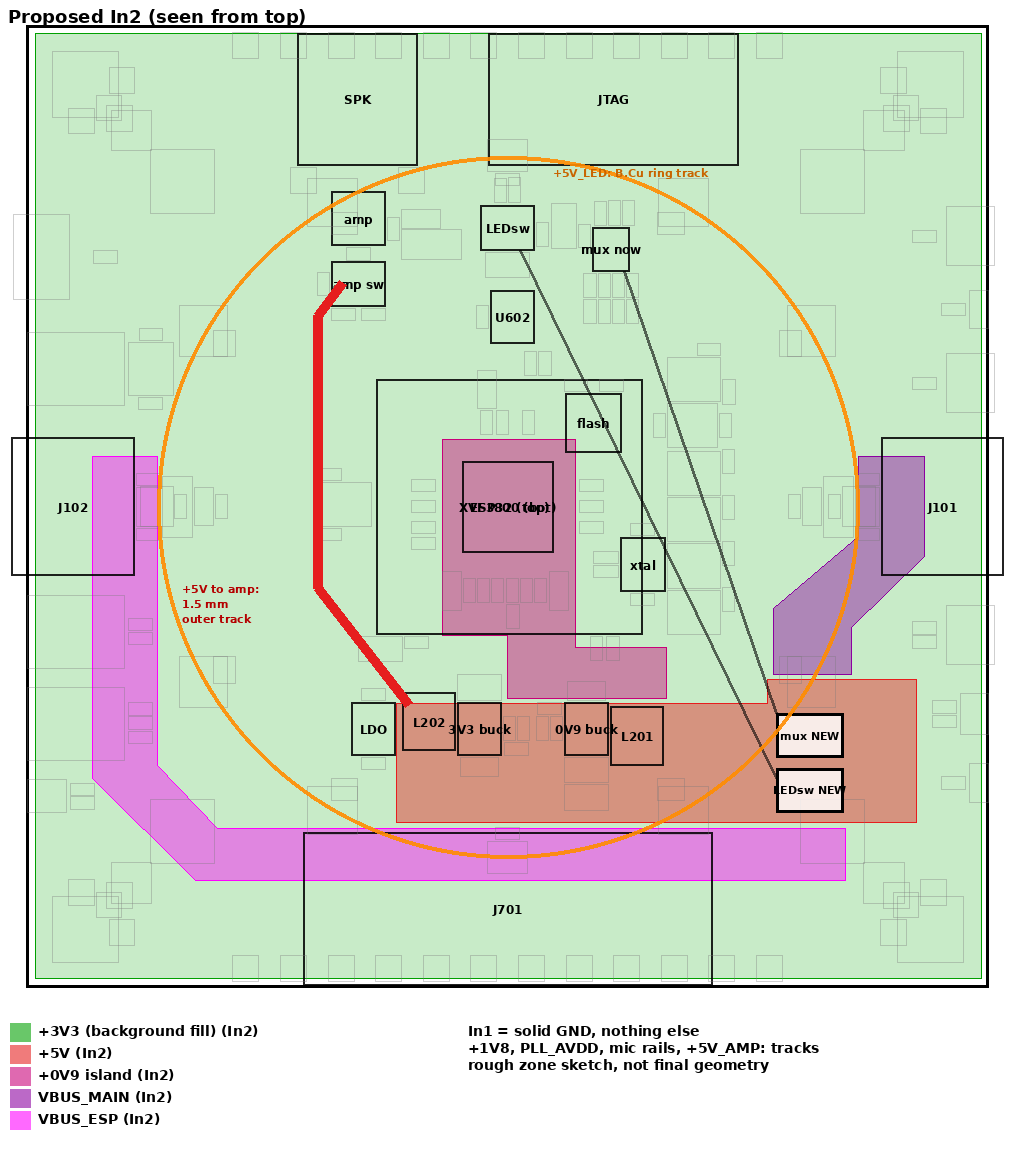 Proposed In2 (seen from top)
SPK
JTAG
+5V_LED: B.Cu ring track
amp
LEDsw
mux now
amp sw
U602
flash
J102
J101
xtal
+5V to amp:
1.5 mm
outer track
LDO
L202
3V3 buck
0V9 buck
L201
mux NEW
LEDsw NEW
J701
+3V3 (background fill) (In2)
+5V (In2)
+0V9 island (In2)
VBUS_MAIN (In2)
VBUS_ESP (In2)
In1 = solid GND, nothing else
+1V8, PLL_AVDD, mic rails, +5V_AMP: tracks
rough zone sketch, not final geometry